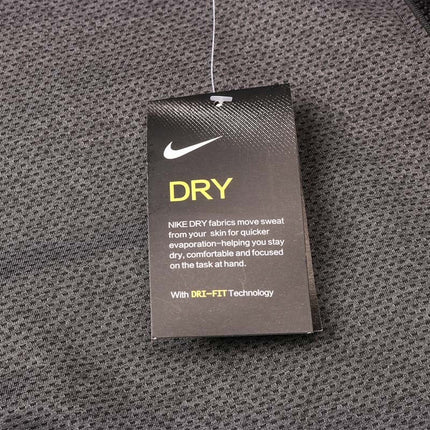 DRY
NIKE DRY fabrics move sweat
from your skin for quicker
evaporation—helping you stay
dry, comfortable and focused
on the task at hand.
With DRI-FIT Technology